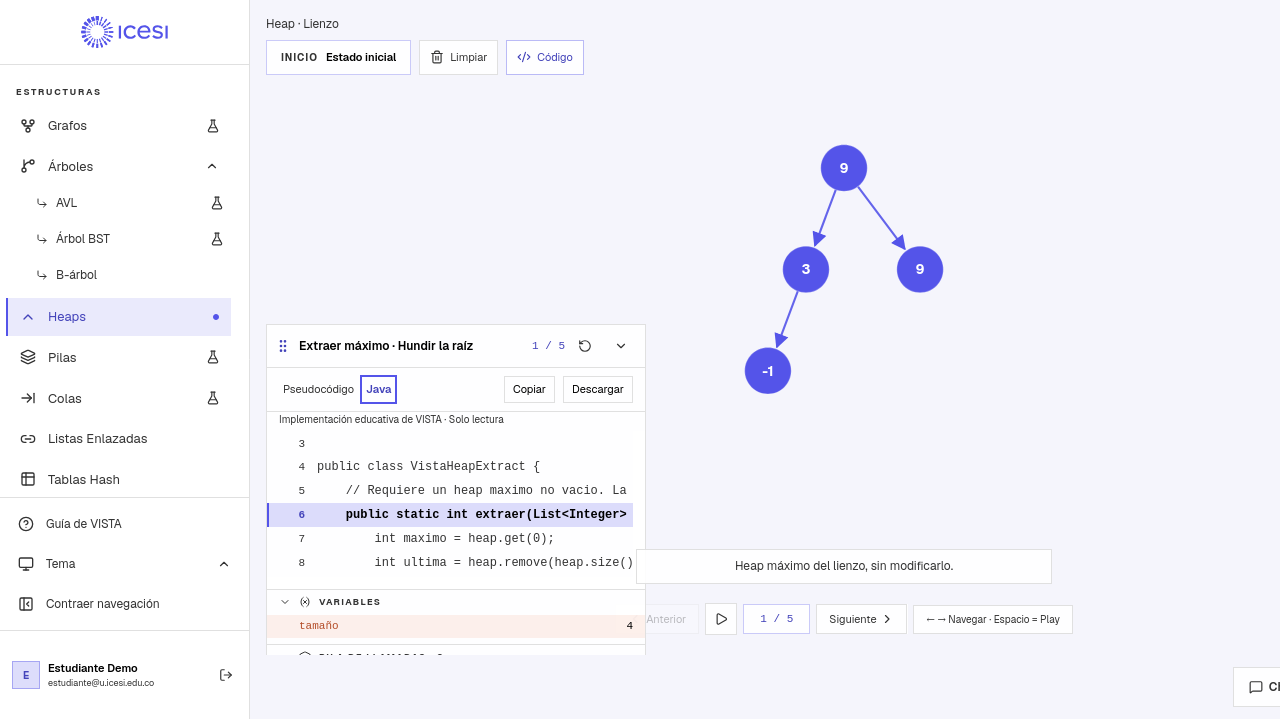 ICESI
ESTRUCTURAS
Grafos
Árboles
AVL
Árbol BST
B-árbol
Heaps
Pilas
Colas
Listas Enlazadas
Tablas Hash
Guía de VISTA
Tema
Contraer navegación
E
Estudiante Demo
estudiante@u.icesi.edu.co
Heap · Lienzo
INICIO Estado inicial
Limpiar
Código
9
3
9
-1
Extraer máximo · Hundir la raíz
1 / 5
Pseudocódigo
Java
Copiar
Descargar
Implementación educativa de VISTA · Solo lectura
3
4 public class VistaHeapExtract {
5 // Requiere un heap maximo no vacio. La
6 public static int extraer(List<Integer>
7 int maximo = heap.get(0);
8 int ultima = heap.remove(heap.size()
VARIABLES
tamaño 4
Heap máximo del lienzo, sin modificarlo.
Anterior
1 / 5
Siguiente
←→ Navegar · Espacio = Play